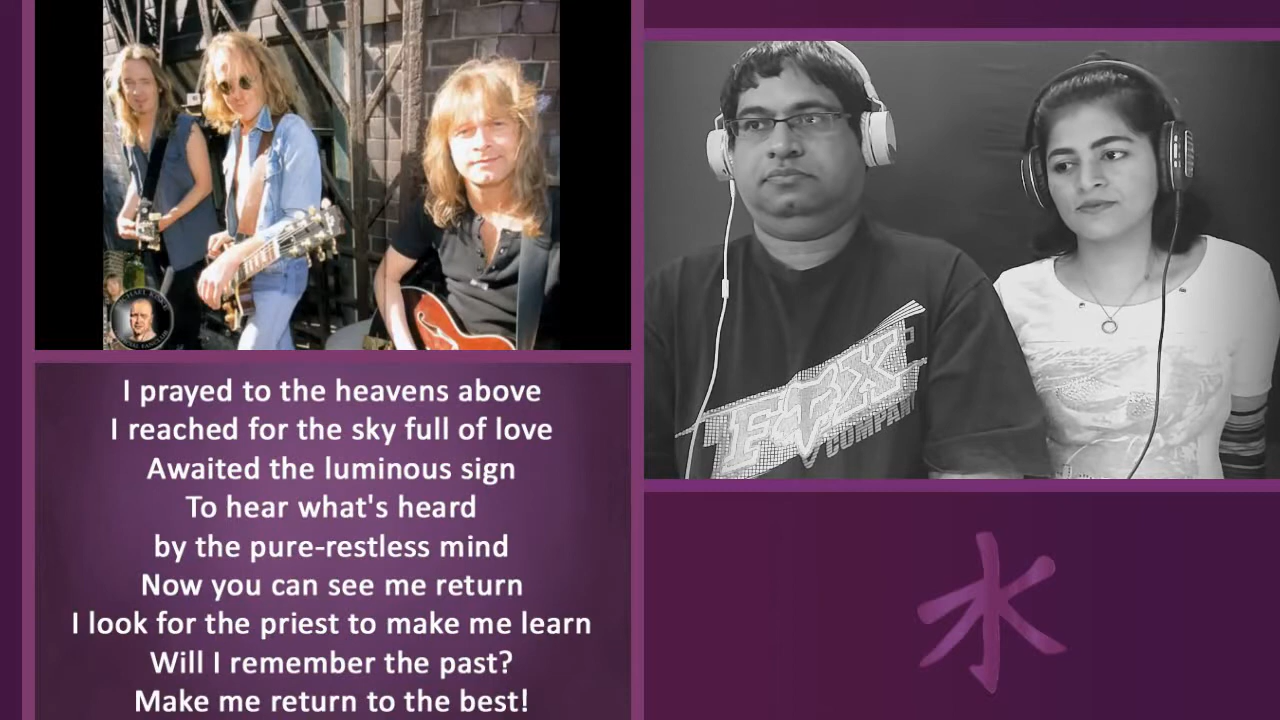 I prayed to the heavens above
I reached for the sky full of love
Awaited the luminous sign
To hear what's heard
by the pure-restless mind
Now you can see me return
I look for the priest to make me learn
Will I remember the past?
Make me return to the best!
FOX
COMPANY
水